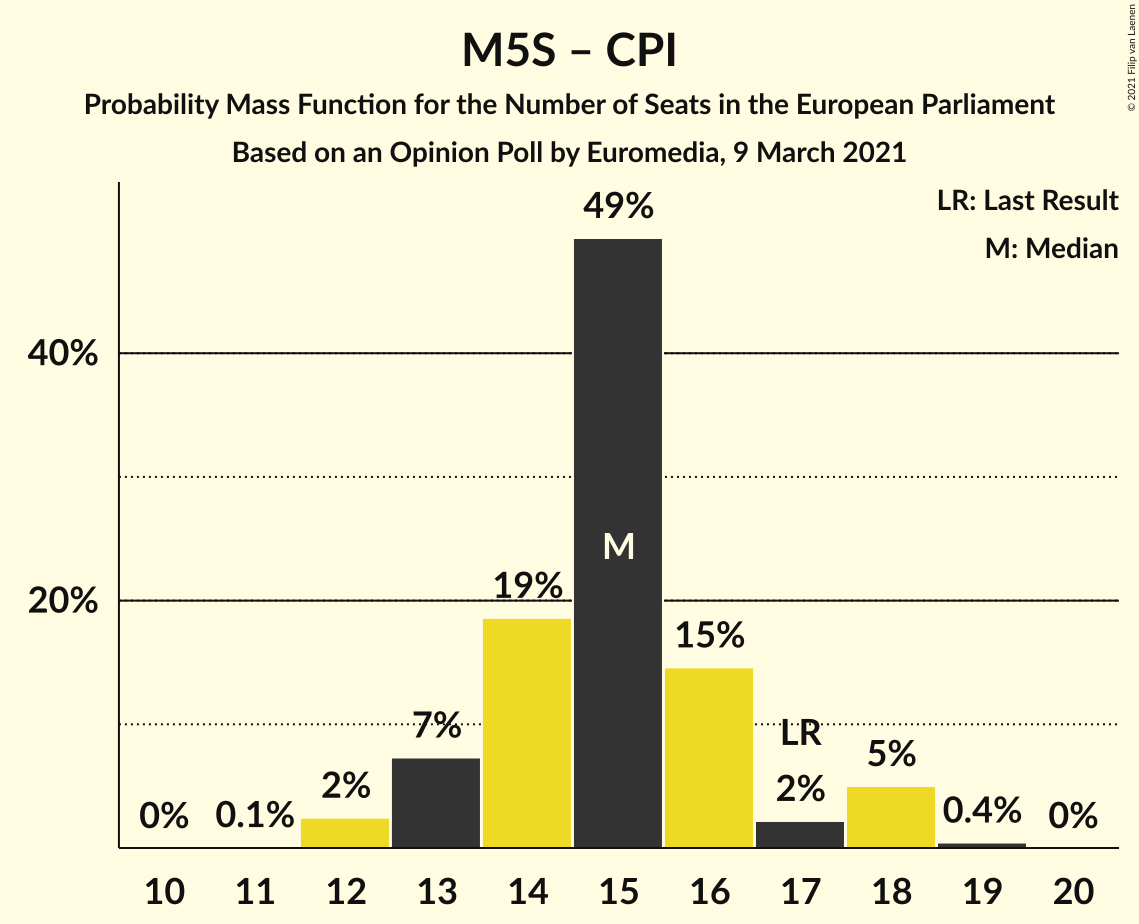 M5S – CPI
Probability Mass Function for the Number of Seats in the European Parliament
Based on an Opinion Poll by Euromedia, 9 March 2021
© 2021 Filip van Laenen
LR: Last Result
M: Median
40%
20%
0%
0.1%
2%
7%
19%
49%
M
15%
LR
2%
5%
0.4%
0%
10 11 12 13 14 15 16 17 18 19 20